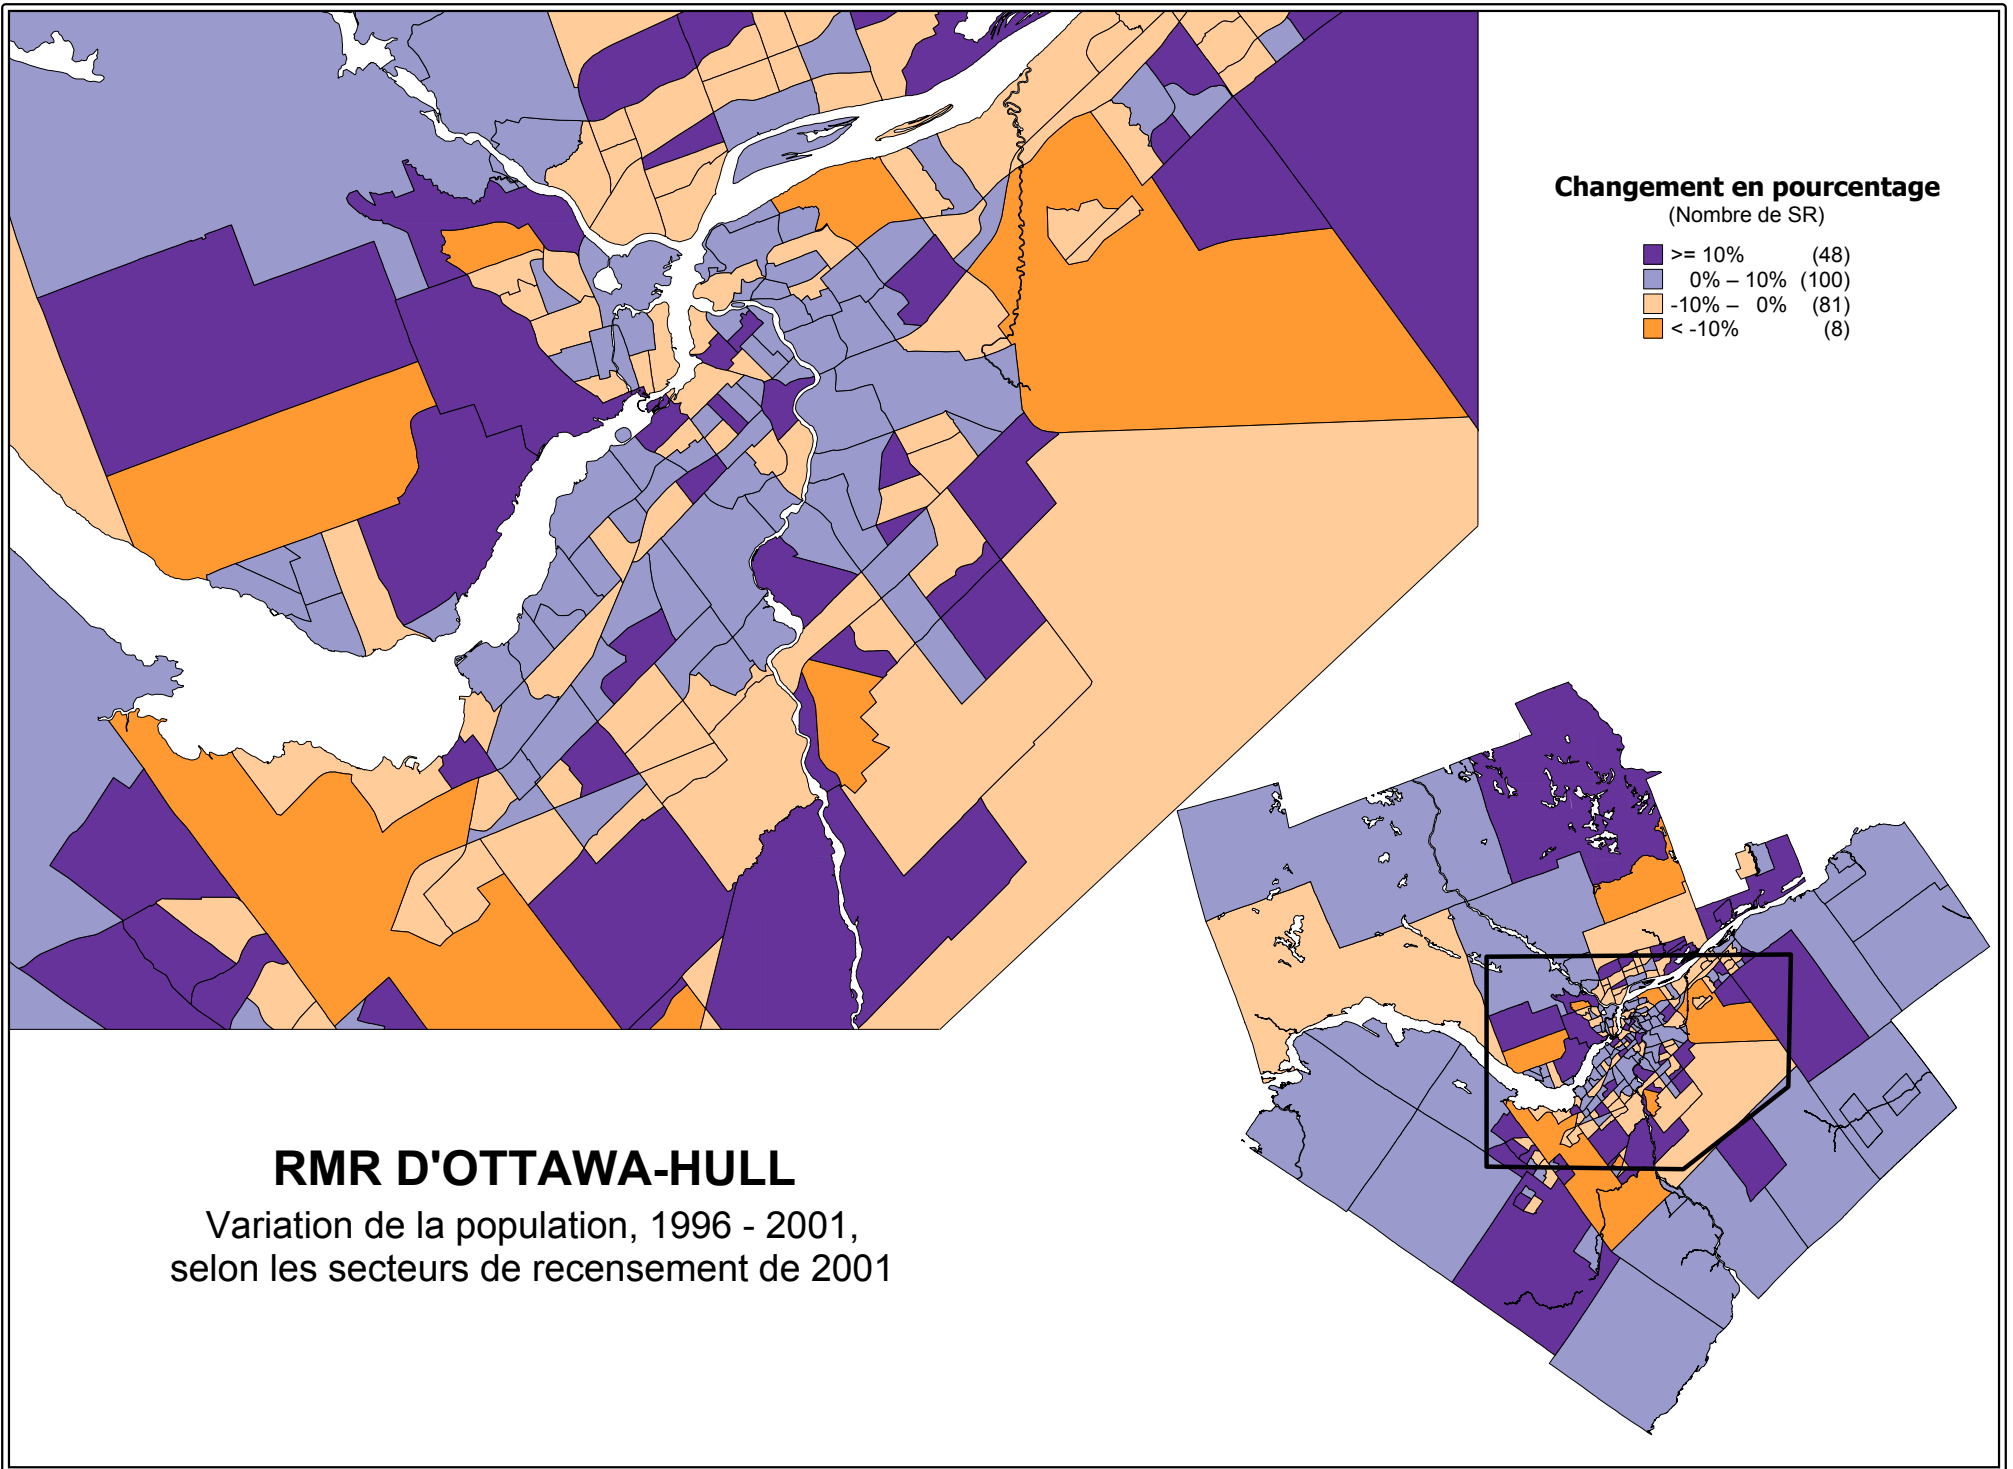 Changement en pourcentage
(Nombre de SR)
>= 10% (48)
0% – 10% (100)
-10% – 0% (81)
< -10% (8)
RMR D'OTTAWA-HULL
Variation de la population, 1996 - 2001,
selon les secteurs de recensement de 2001